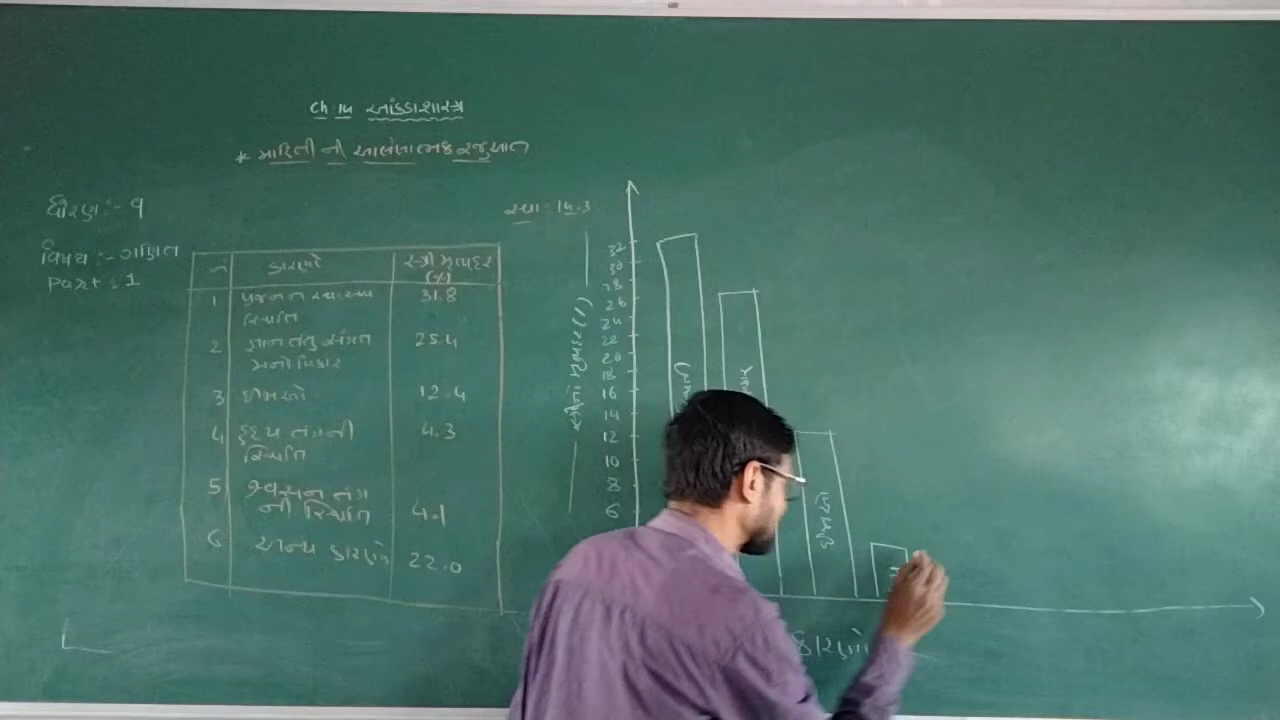 Ch 14 આંકડાશાસ્ત્ર
* માહિતી ની આલેખાત્મક રજુઆત
ધોરણ :- 9
વિષય :- ગણિત
Part : 1
સ્વા : 14.3
નં કારણો સ્ત્રી મૃત્યુદર (%)
1 પ્રજનન સ્વાસ્થ્ય સ્થિતિ 31.8
2 જ્ઞાનતંતુ સંગત મનોવિકાર 25.4
3 જખમો 12.4
4 હૃદય તંત્રની સ્થિતિ 4.3
5 શ્વસન તંત્ર ની સ્થિતિ 4.1
6 અન્ય કારણો 22.0
32
30
28
26
24
22
20
18
16
14
12
10
8
6
જખમો
કારણો